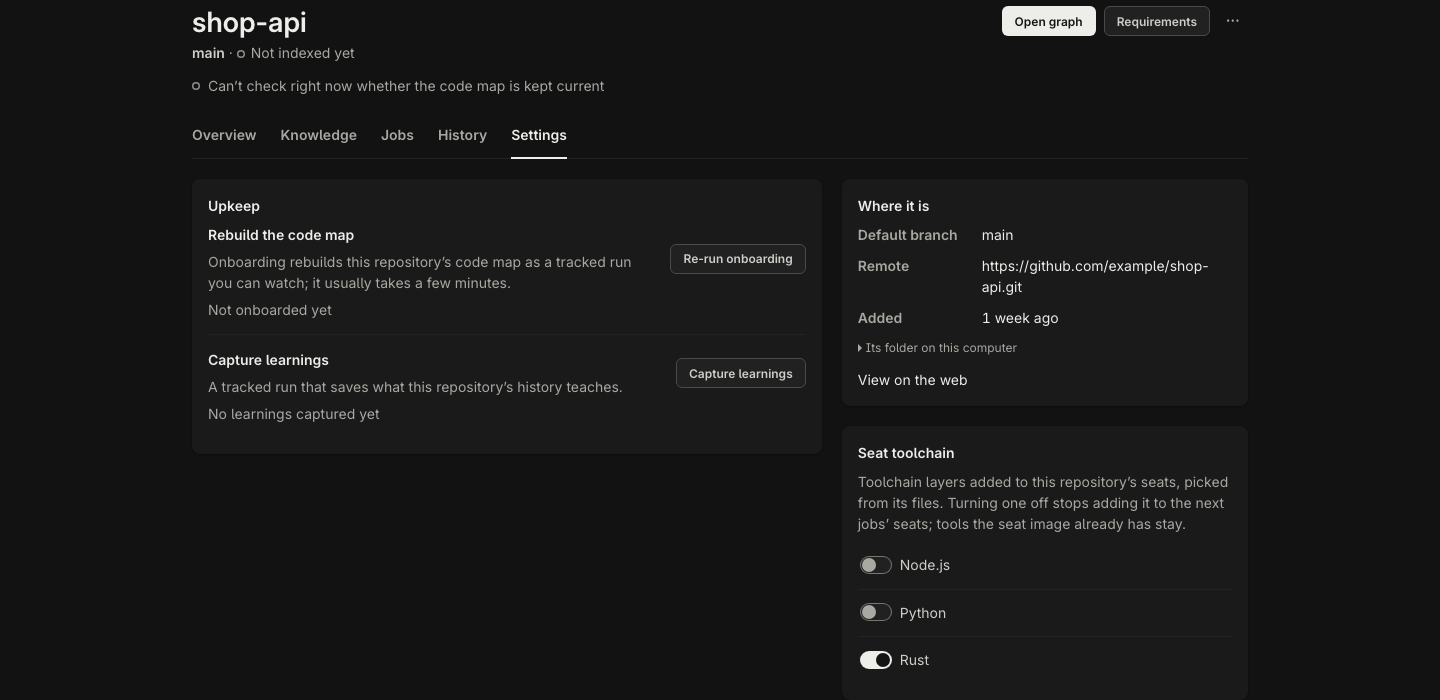 shop-api
Open graph
Requirements
main · Not indexed yet
Can’t check right now whether the code map is kept current
Overview
Knowledge
Jobs
History
Settings
Upkeep
Rebuild the code map
Onboarding rebuilds this repository’s code map as a tracked run
you can watch; it usually takes a few minutes.
Not onboarded yet
Re-run onboarding
Capture learnings
A tracked run that saves what this repository’s history teaches.
No learnings captured yet
Capture learnings
Where it is
Default branch main
Remote https://github.com/example/shop-
api.git
Added 1 week ago
Its folder on this computer
View on the web
Seat toolchain
Toolchain layers added to this repository’s seats, picked
from its files. Turning one off stops adding it to the next
jobs’ seats; tools the seat image already has stay.
Node.js
Python
Rust